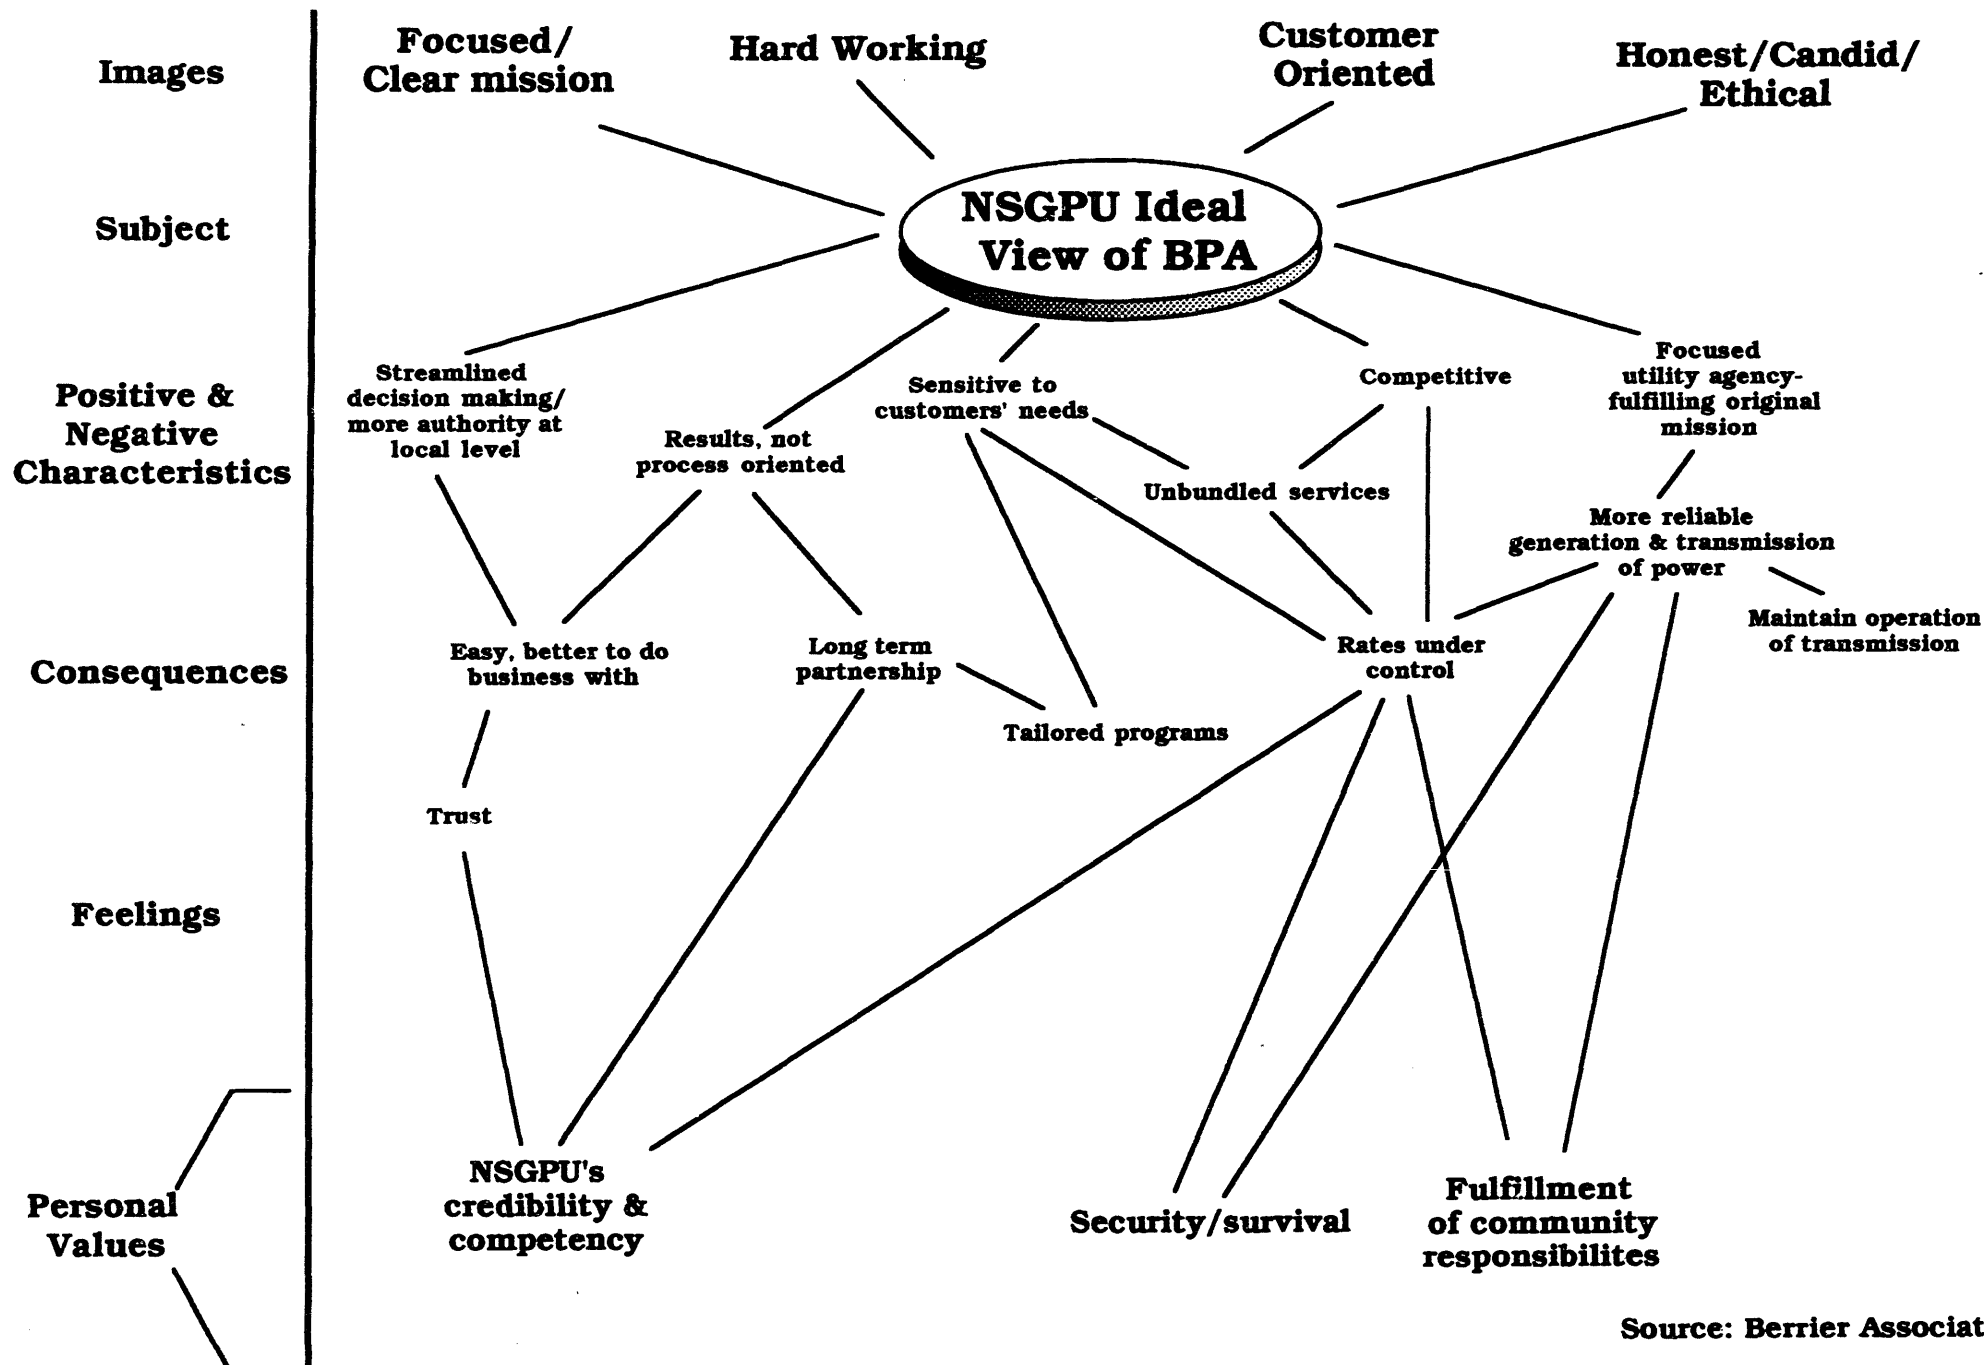 Images
Focused/
Clear mission
Hard Working
Customer
Oriented
Honest/Candid/
Ethical
Subject
NSGPU Ideal
View of BPA
Positive &
Negative
Characteristics
Streamlined
decision making/
more authority at
local level
Results, not
process oriented
Sensitive to
customers' needs
Competitive
Focused
utility agency-
fulfilling original
mission
Unbundled services
More reliable
generation & transmission
of power
Maintain operation
of transmission
Consequences
Easy, better to do
business with
Long term
partnership
Tailored programs
Rates under
control
Trust
Feelings
Personal
Values
NSGPU's
credibility &
competency
Security/survival
Fulfillment
of community
responsibilites
Source: Berrier Associat